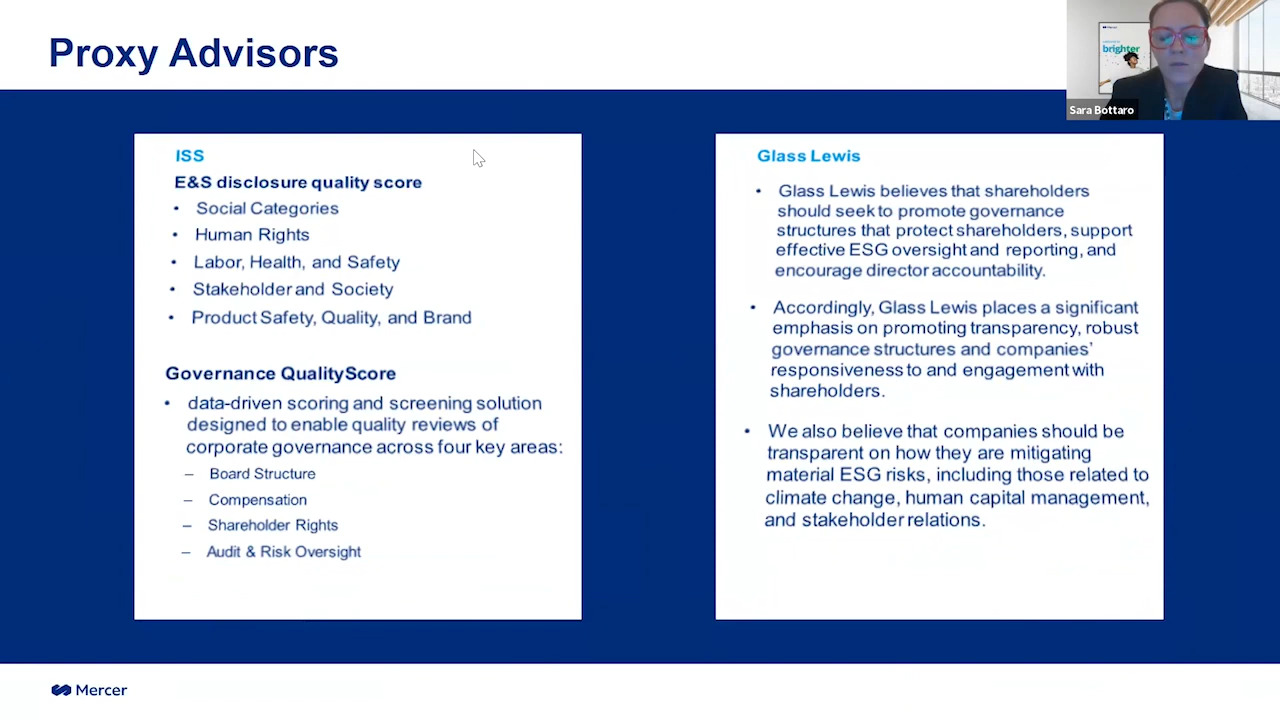 Proxy Advisors
brighter
Sara Bottaro
ISS
E&S disclosure quality score
• Social Categories
• Human Rights
• Labor, Health, and Safety
• Stakeholder and Society
• Product Safety, Quality, and Brand
Governance QualityScore
• data-driven scoring and screening solution
designed to enable quality reviews of
corporate governance across four key areas:
– Board Structure
– Compensation
– Shareholder Rights
– Audit & Risk Oversight
Glass Lewis
• Glass Lewis believes that shareholders
should seek to promote governance
structures that protect shareholders, support
effective ESG oversight and reporting, and
encourage director accountability.
• Accordingly, Glass Lewis places a significant
emphasis on promoting transparency, robust
governance structures and companies’
responsiveness to and engagement with
shareholders.
• We also believe that companies should be
transparent on how they are mitigating
material ESG risks, including those related to
climate change, human capital management,
and stakeholder relations.
Mercer